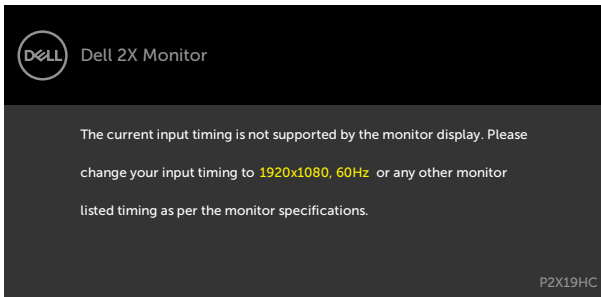 DELL
Dell 2X Monitor
The current input timing is not supported by the monitor display. Please
change your input timing to 1920x1080, 60Hz or any other monitor
listed timing as per the monitor specifications.
P2X19HC